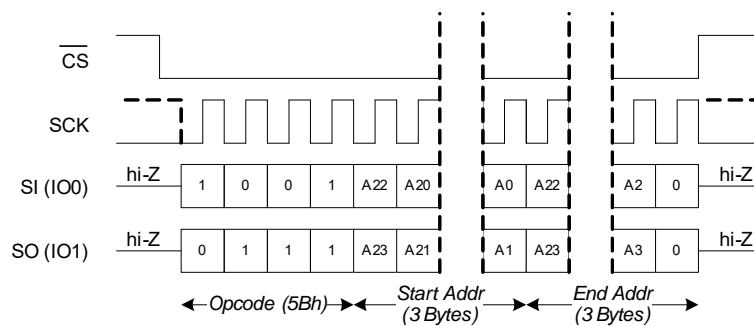 CS
SCK
hi-Z hi-Z
SI (IO0) 1 0 0 1 A22 A20 A0 A22 A2 0
hi-Z hi-Z
SO (IO1) 0 1 1 1 A23 A21 A1 A23 A3 0
Opcode (5Bh) Start Addr End Addr
(3 Bytes) (3 Bytes)